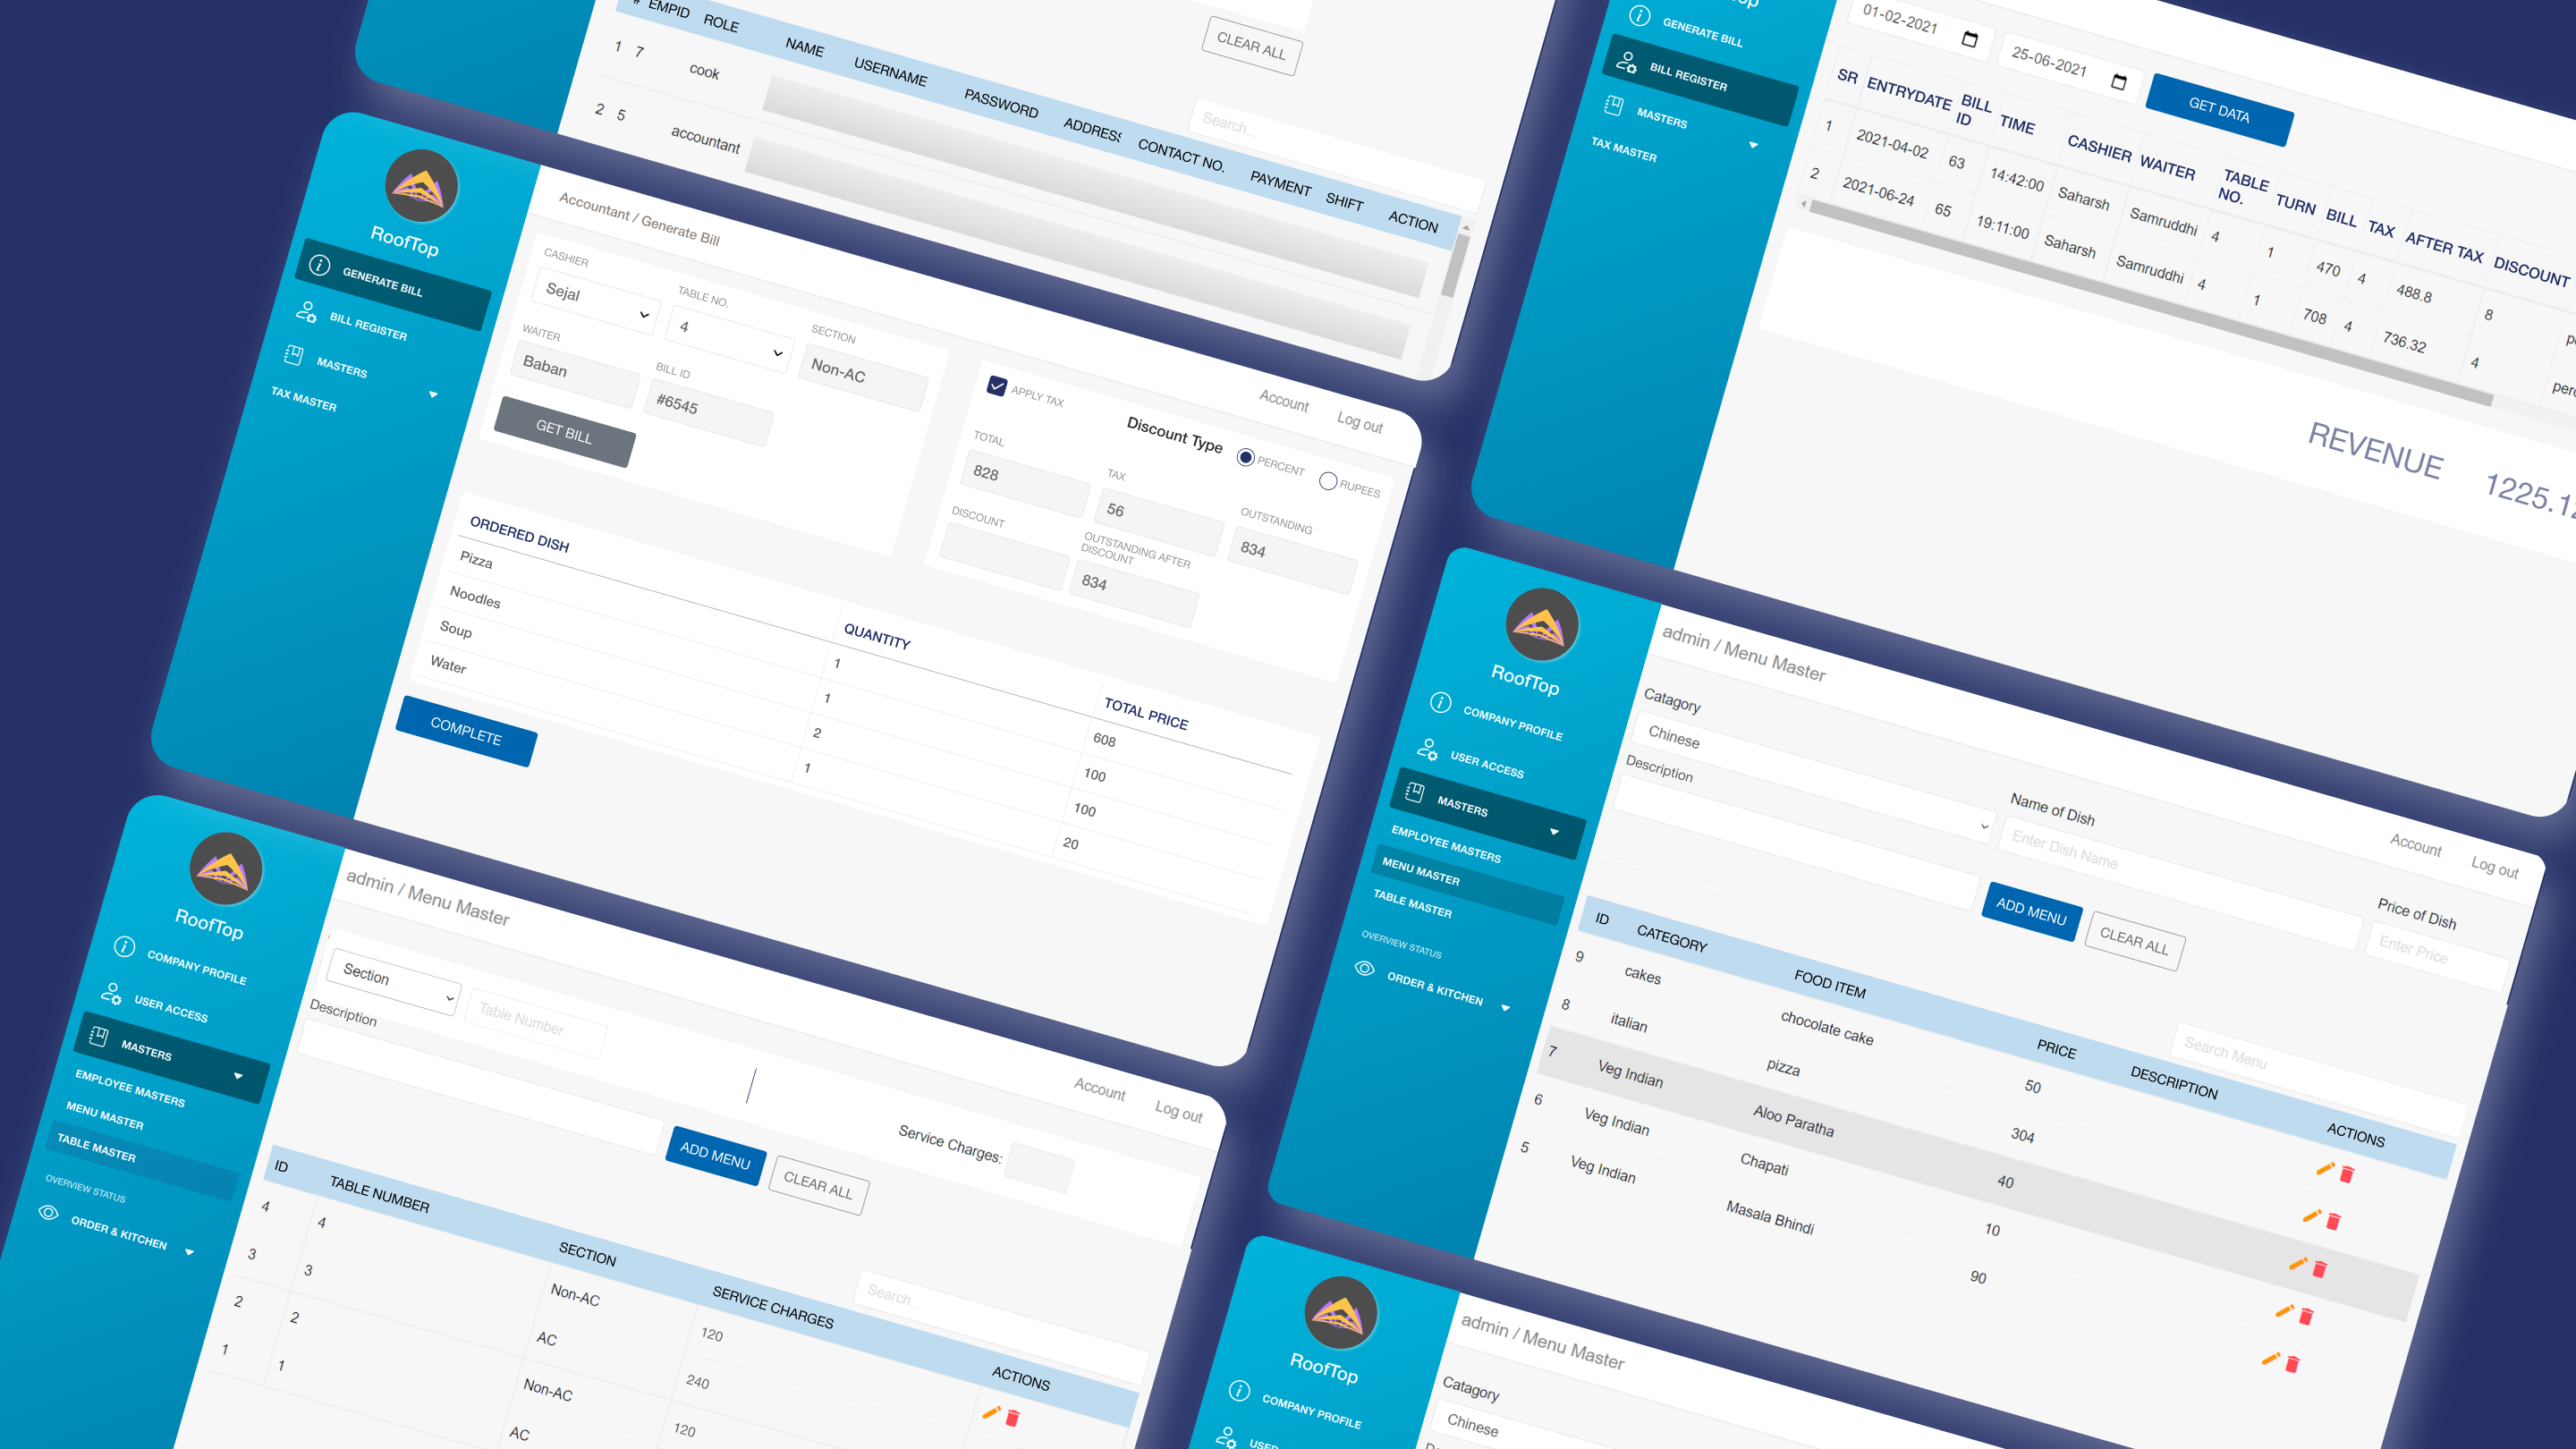 # EMPID ROLE NAME USERNAME PASSWORD ADDRESS CONTACT NO. PAYMENT SHIFT ACTION
CLEAR ALL
Search...
1 7 cook
2 5 accountant
RoofTop
GENERATE BILL
BILL REGISTER
MASTERS
TAX MASTER
Accountant / Generate Bill
Account Log out
CASHIER
Sejal
TABLE NO.
4
SECTION
Non-AC
WAITER
Baban
BILL ID
#6545
GET BILL
APPLY TAX
Discount Type PERCENT RUPEES
TOTAL
828
TAX
56
OUTSTANDING
834
DISCOUNT
OUTSTANDING AFTER
DISCOUNT
834
ORDERED DISH QUANTITY TOTAL PRICE
Pizza 1 608
Noodles 1 100
Soup 2 100
Water 1 20
COMPLETE
RoofTop
COMPANY PROFILE
USER ACCESS
MASTERS
EMPLOYEE MASTERS
MENU MASTER
TABLE MASTER
OVERVIEW STATUS
ORDER & KITCHEN
admin / Menu Master
Account Log out
Section
Table Number
Description
Service Charges:
ADD MENU
CLEAR ALL
Search...
ID TABLE NUMBER SECTION SERVICE CHARGES ACTIONS
4 4 Non-AC 120
3 3 AC 240
2 2 Non-AC 120
1 1 AC
GENERATE BILL
BILL REGISTER
MASTERS
TAX MASTER
01-02-2021
25-06-2021
GET DATA
SR ENTRYDATE BILL ID TIME CASHIER WAITER TABLE NO. TURN BILL TAX AFTER TAX DISCOUNT
1 2021-04-02 63 14:42:00 Saharsh Samruddhi 4 1 470 4 488.8 8
2 2021-06-24 65 19:11:00 Saharsh Samruddhi 4 1 708 4 736.32 4
REVENUE 1225.12
RoofTop
COMPANY PROFILE
USER ACCESS
MASTERS
EMPLOYEE MASTERS
MENU MASTER
TABLE MASTER
OVERVIEW STATUS
ORDER & KITCHEN
admin / Menu Master
Account Log out
Catagory
Chinese
Name of Dish
Enter Dish Name
Price of Dish
Enter Price
Description
ADD MENU
CLEAR ALL
Search Menu
ID CATEGORY FOOD ITEM PRICE DESCRIPTION ACTIONS
9 cakes chocolate cake 50
8 italian pizza 304
7 Veg Indian Aloo Paratha 40
6 Veg Indian Chapati 10
5 Veg Indian Masala Bhindi 90
RoofTop
COMPANY PROFILE
admin / Menu Master
Catagory
Chinese